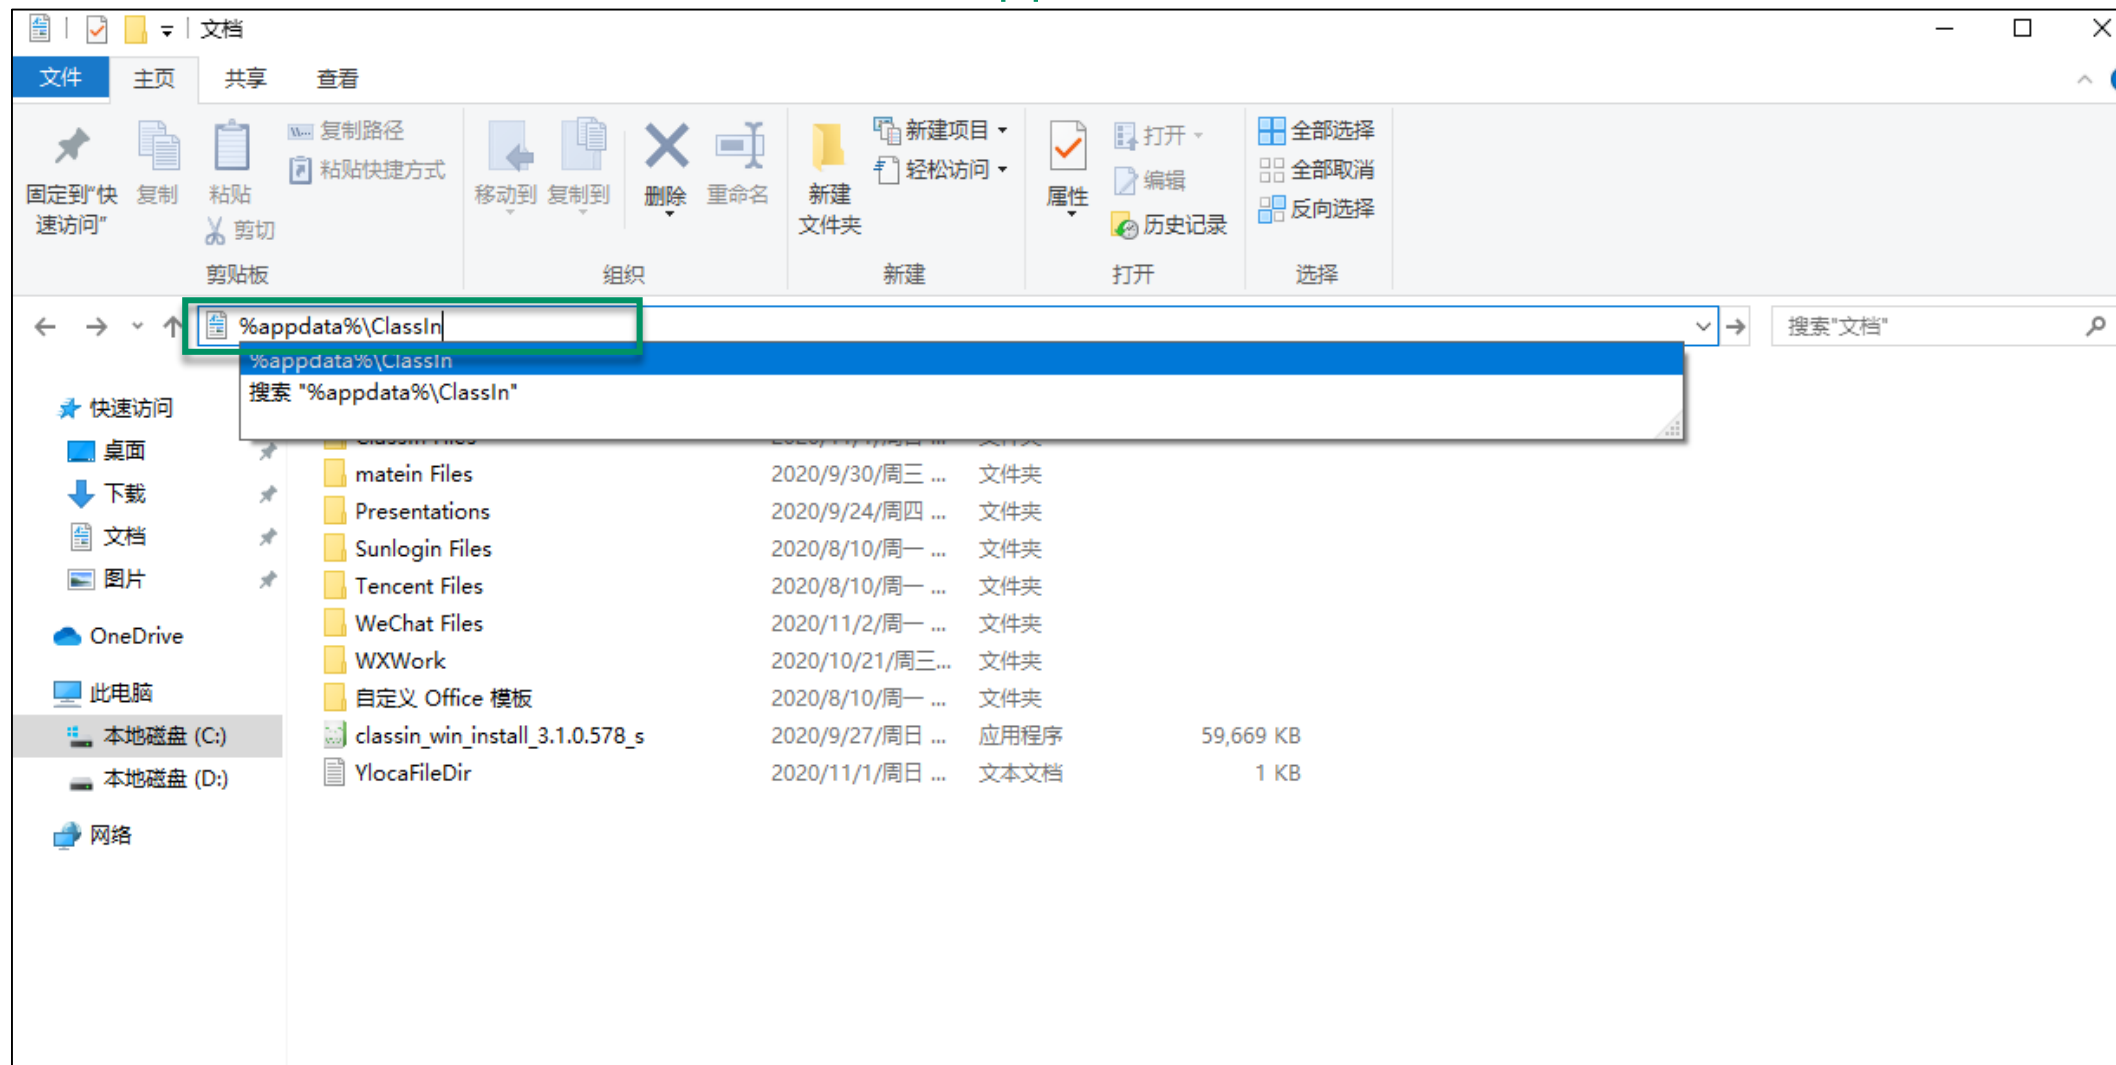 文档
文件 主页 共享 查看
固定到"快速访问"
复制
粘贴
复制路径
粘贴快捷方式
剪切
剪贴板
移动到 复制到 删除 重命名
组织
新建项目
轻松访问
新建文件夹
新建
属性
打开
编辑
历史记录
打开
全部选择
全部取消
反向选择
选择
%appdata%\ClassIn
搜索"文档"
%appdata%\ClassIn
搜索 "%appdata%\ClassIn"
快速访问
桌面
下载
文档
图片
OneDrive
此电脑
本地磁盘 (C:)
本地磁盘 (D:)
网络
ClassIn Files 文件夹
matein Files 2020/9/30/周三 ... 文件夹
Presentations 2020/9/24/周四 ... 文件夹
Sunlogin Files 2020/8/10/周一 ... 文件夹
Tencent Files 2020/8/10/周一 ... 文件夹
WeChat Files 2020/11/2/周一 ... 文件夹
WXWork 2020/10/21/周三... 文件夹
自定义 Office 模板 2020/8/10/周一 ... 文件夹
classin_win_install_3.1.0.578_s 2020/9/27/周日 ... 应用程序 59,669 KB
YlocaFileDir 2020/11/1/周日 ... 文本文档 1 KB